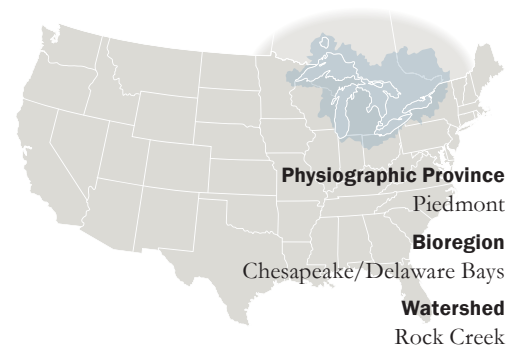 Physiographic Province
Piedmont
Bioregion
Chesapeake/Delaware Bays
Watershed
Rock Creek